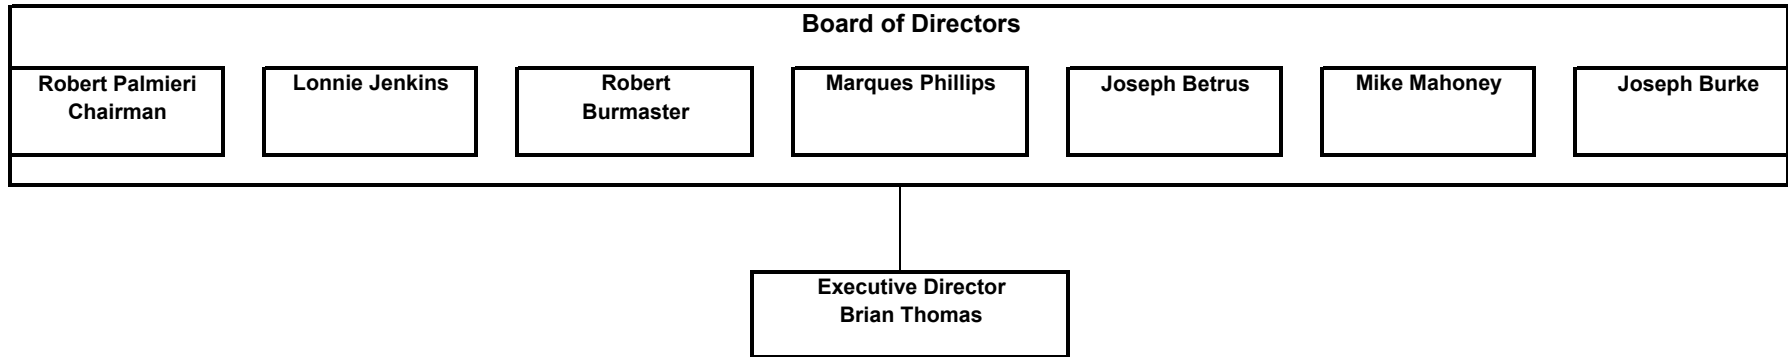 Board of Directors
Robert Palmieri
Chairman
Lonnie Jenkins
Robert
Burmaster
Marques Phillips
Joseph Betrus
Mike Mahoney
Joseph Burke
Executive Director
Brian Thomas